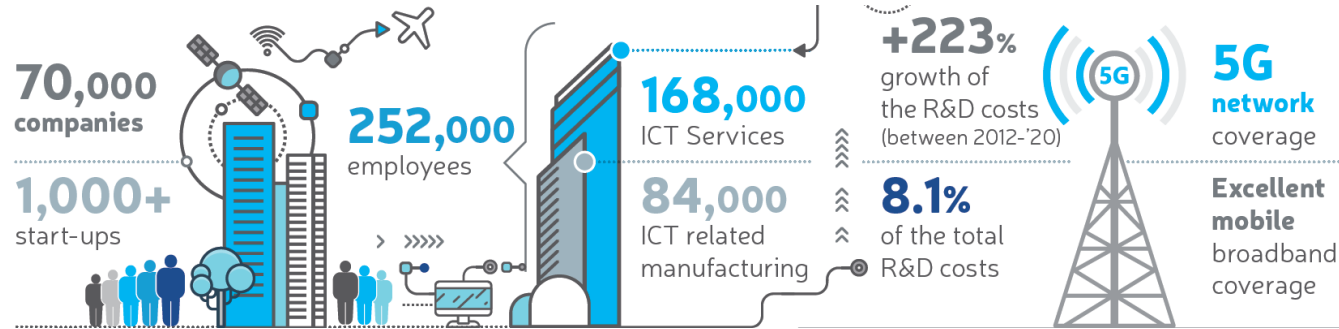 70,000
companies
1,000+
start-ups
252,000
employees
168,000
ICT Services
84,000
ICT related
manufacturing
+223%
growth of
the R&D costs
(between 2012-'20)
8.1%
of the total
R&D costs
5G
5G
network
coverage
Excellent
mobile
broadband
coverage